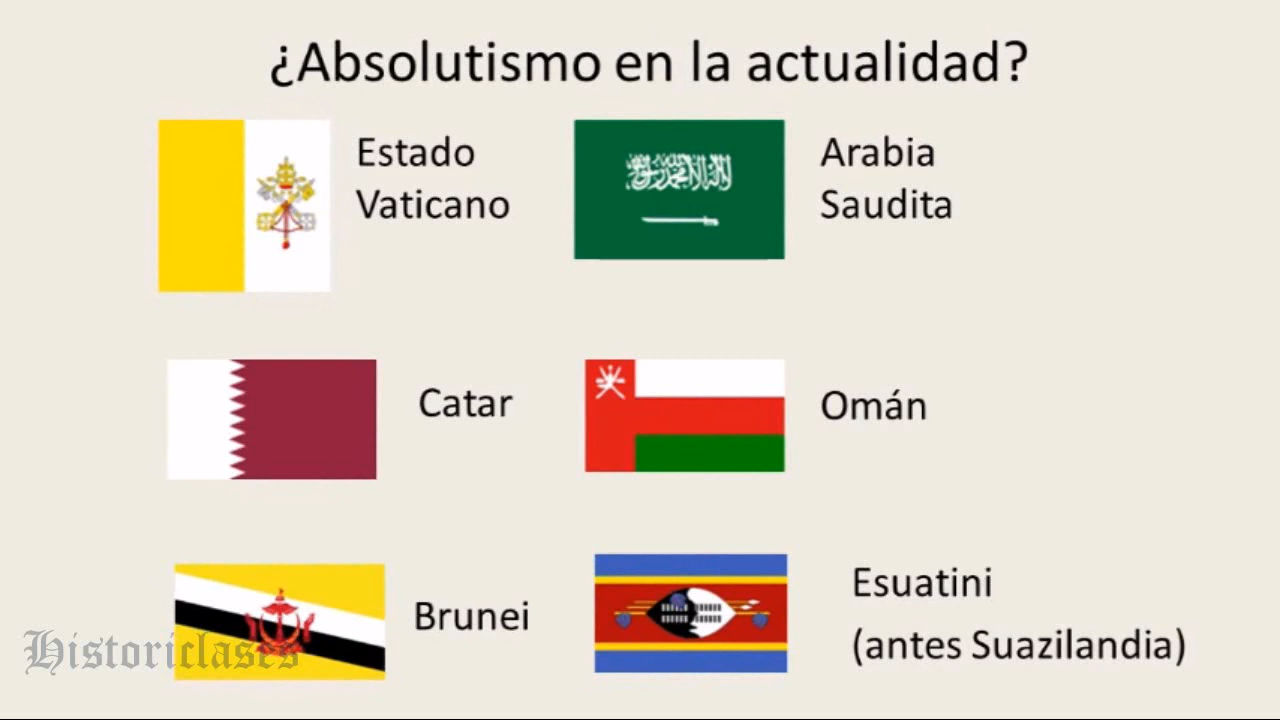 ¿Absolutismo en la actualidad?
Estado
Vaticano
Arabia
Saudita
Catar
Omán
Brunei
Esuatini
(antes Suazilandia)
Historiclases